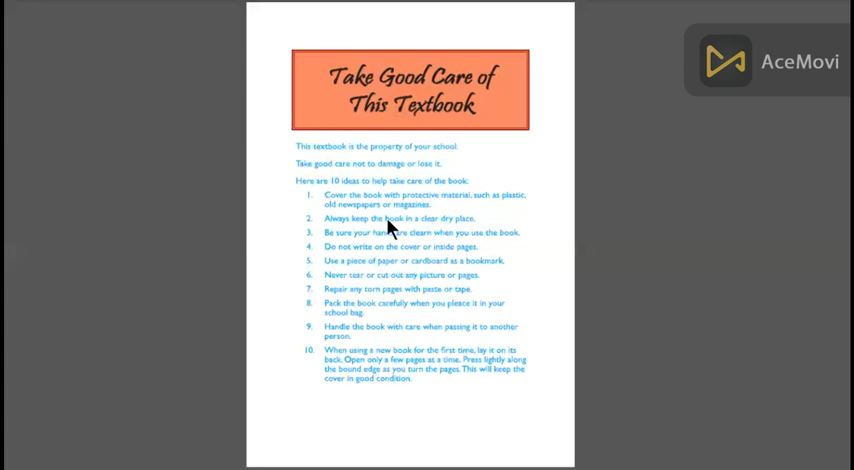 Take Good Care of
This Textbook
This textbook is the property of your school.
Take good care not to damage or lose it.
Here are 10 ideas to help take care of the book:
1. Cover the book with protective material, such as plastic,
old newspapers or magazines.
2. Always keep the book in a clear dry place.
3. Be sure your are clearn when you use the book.
4. Do not write on the cover or inside pages.
5. Use a piece of paper or cardboard as a bookmark.
6. Never tear or cut out any picture or pages.
7. Repair any torn pages with paste or tape.
8. Pack the book carefully when you pleace it in your
school bag.
9. Handle the book with care when passing it to another
person.
10. When using a new book for the first time, lay it on its
back. Open only a few pages at a time. Press lightly along
the bound edge as you turn the pages. This will keep the
cover in good condition.
AceMovi